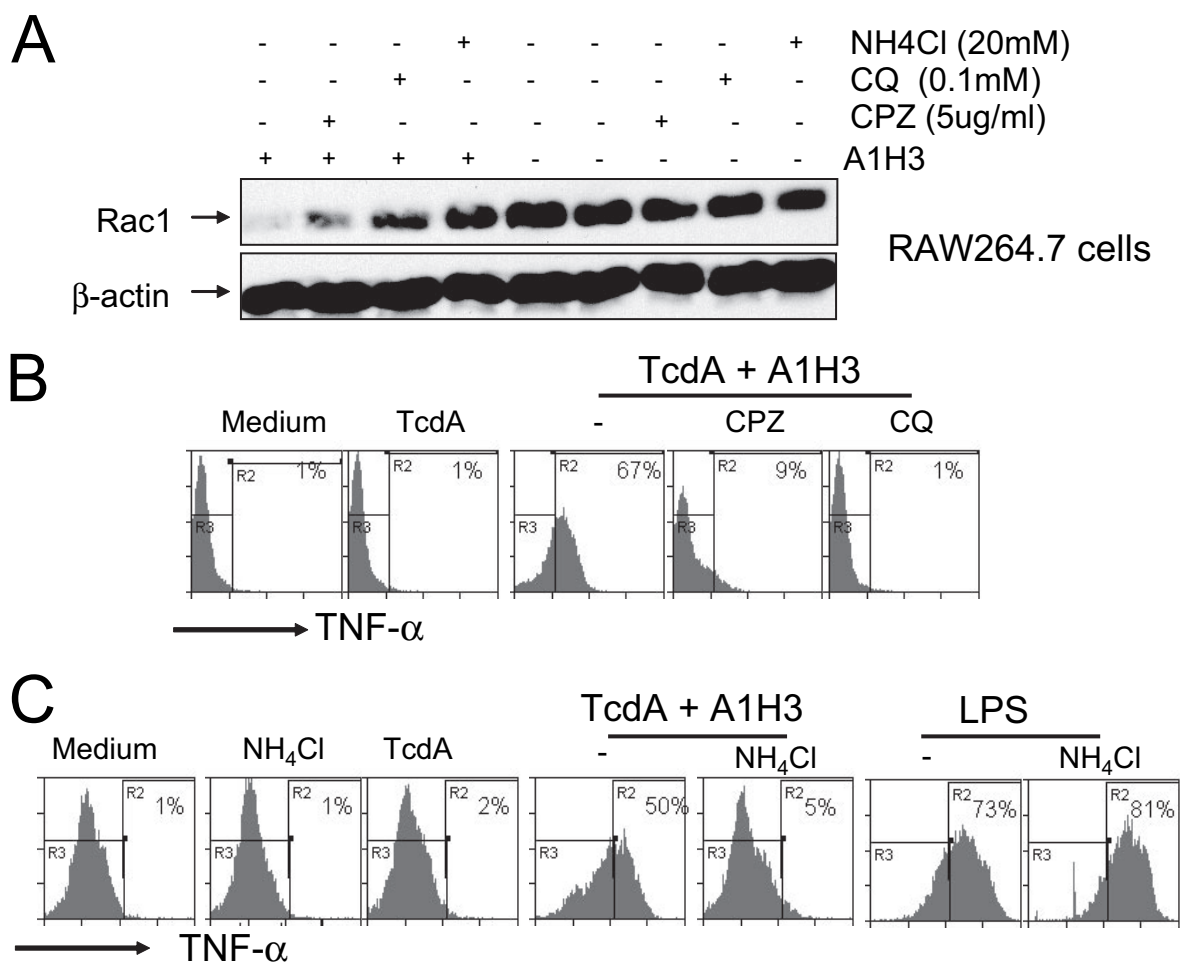 A
- - - + - - - - + NH4Cl (20mM)
- - + - - - - + - CQ (0.1mM)
- + - - - - + - - CPZ (5ug/ml)
+ + + + - - - - - A1H3
Rac1
RAW264.7 cells
β-actin
B
TcdA + A1H3
Medium TcdA - CPZ CQ
R2 1% R2 1% R2 67% R2 9% R2 1%
R3 R3 R3 R3 R3
TNF-α
C
TcdA + A1H3 LPS
Medium NH4Cl TcdA - NH4Cl - NH4Cl
R2 1% R2 1% R2 2% R2 50% R2 5% R2 73% R2 81%
R3 R3 R3 R3 R3 R3 R3
TNF-α